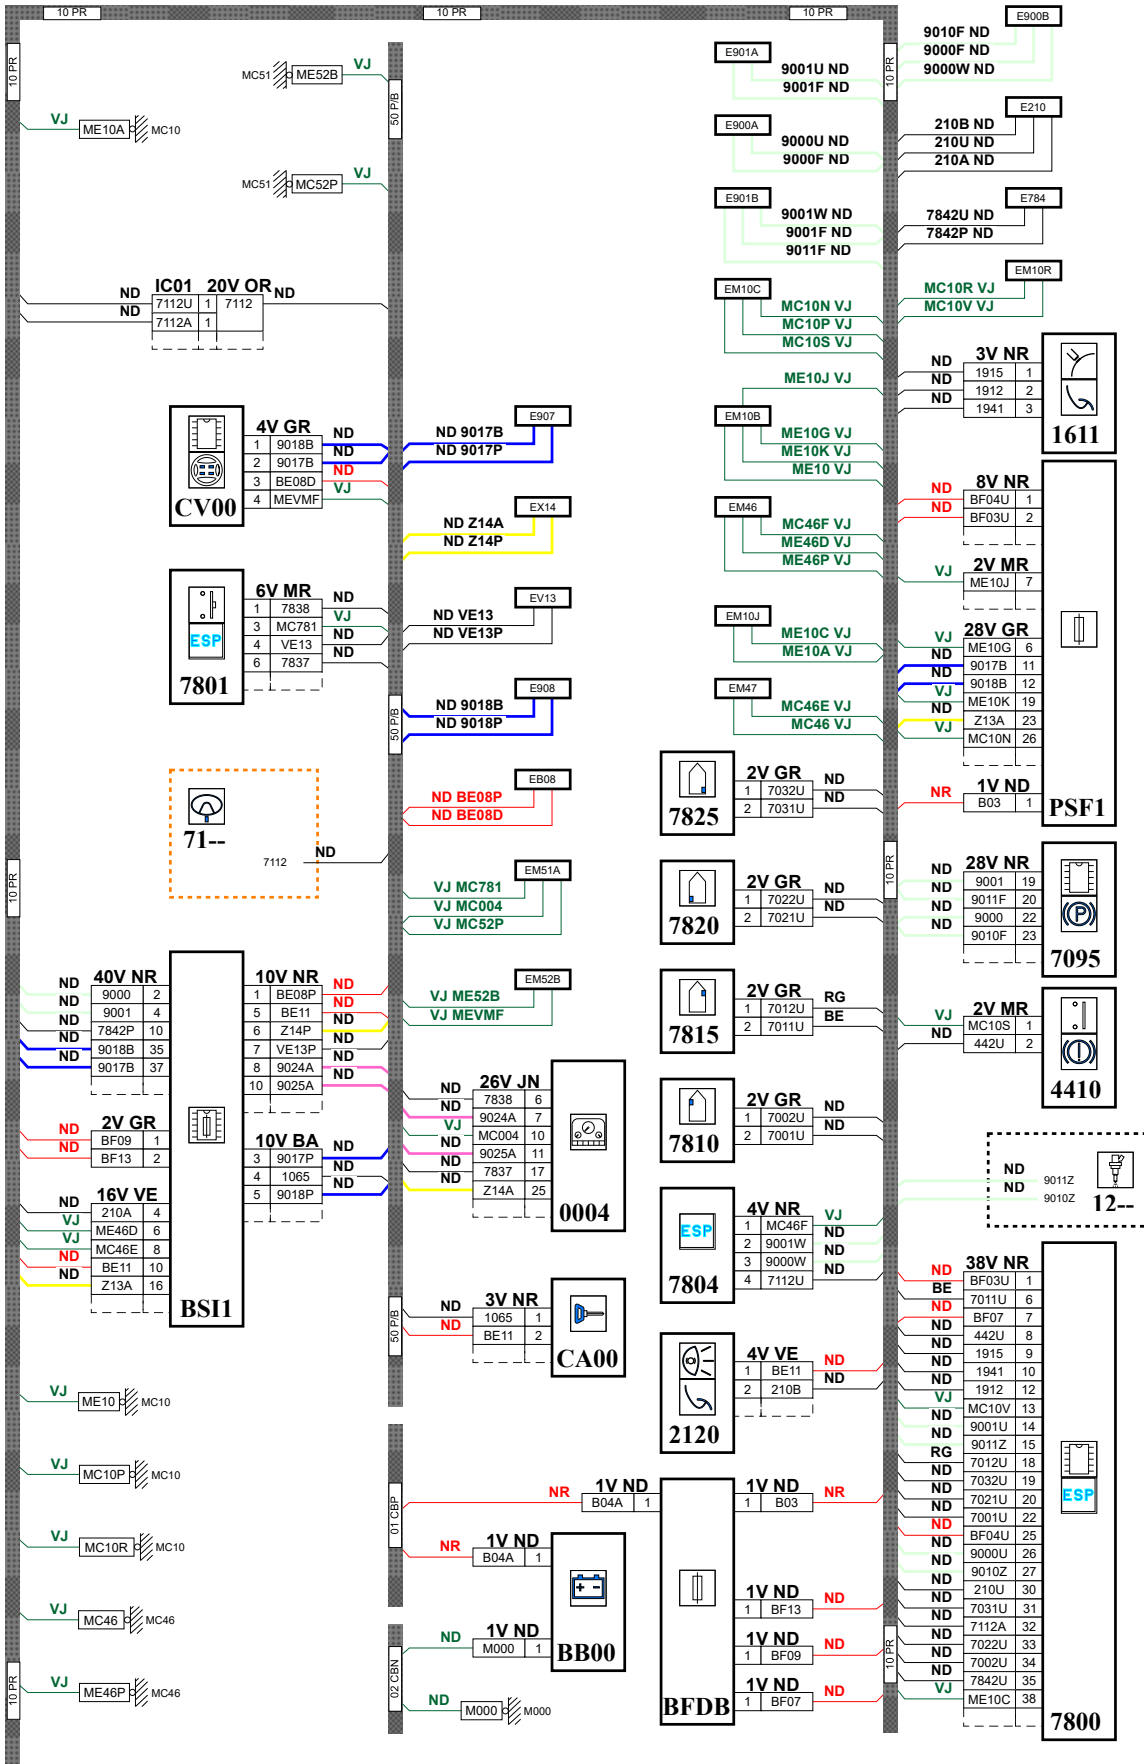 10 PR
10 PR
10 PR
10 PR
50 P/B
10 PR
MC51 ME52B VJ
VJ ME10A MC10
MC51 MC52P VJ
IC01 20V OR
ND 7112U 1 7112 ND
ND 7112A 1
4V GR
1 9018B ND
2 9017B ND
3 BE08D ND
4 MEVMF VJ
CV00
6V MR
1 7838 ND
3 MC781 VJ
4 VE13 ND
6 7837 ND
ESP
7801
50 P/B
71--
7112 ND
10 PR
40V NR
ND 9000 2
ND 9001 4
ND 7842P 10
ND 9018B 35
ND 9017B 37
2V GR
ND BF09 1
ND BF13 2
16V VE
ND 210A 4
VJ ME46D 6
VJ MC46E 8
ND BE11 10
ND Z13A 16
10V NR
1 BE08P ND
5 BE11 ND
6 Z14P ND
7 VE13P ND
8 9024A ND
10 9025A ND
10V BA
3 9017P ND
4 1065 ND
5 9018P ND
BSI1
50 P/B
VJ ME10 MC10
VJ MC10P MC10
VJ MC10R MC10
VJ MC46 MC46
VJ ME46P MC46
10 PR
E907
ND 9017B
ND 9017P
EX14
ND Z14A
ND Z14P
EV13
ND VE13
ND VE13P
E908
ND 9018B
ND 9018P
EB08
ND BE08P
ND BE08D
EM51A
VJ MC781
VJ MC004
VJ MC52P
EM52B
VJ ME52B
VJ MEVMF
26V JN
ND 7838 6
ND 9024A 7
VJ MC004 10
ND 9025A 11
ND 7837 17
ND Z14A 25
0004
3V NR
ND 1065 1
ND BE11 2
CA00
01 CBP
1V ND
NR B04A 1
1V ND
NR B04A 1
1V ND
ND M000 1
BB00
02 CBN
ND M000 M000
1V ND
1 B03 NR
1V ND
1 BF13 ND
1V ND
1 BF09 ND
1V ND
1 BF07 ND
BFDB
E901A
9001U ND
9001F ND
E900A
9000U ND
9000F ND
E901B
9001W ND
9001F ND
9011F ND
EM10C
MC10N VJ
MC10P VJ
MC10S VJ
ME10J VJ
EM10B
ME10G VJ
ME10K VJ
ME10 VJ
EM46
MC46F VJ
ME46D VJ
ME46P VJ
EM10J
ME10C VJ
ME10A VJ
EM47
MC46E VJ
MC46 VJ
2V GR
1 7032U ND
2 7031U ND
7825
2V GR
1 7022U ND
2 7021U ND
7820
2V GR
1 7012U RG
2 7011U BE
7815
2V GR
1 7002U ND
2 7001U ND
7810
4V NR
1 MC46F VJ
2 9001W ND
3 9000W ND
4 7112U ND
ESP
7804
4V VE
1 BE11 ND
2 210B ND
2120
E900B
9010F ND
9000F ND
9000W ND
E210
210B ND
210U ND
210A ND
E784
7842U ND
7842P ND
EM10R
MC10R VJ
MC10V VJ
3V NR
ND 1915 1
ND 1912 2
ND 1941 3
1611
8V NR
ND BF04U 1
ND BF03U 2
2V MR
VJ ME10J 7
28V GR
VJ ME10G 6
ND 9017B 11
ND 9018B 12
VJ ME10K 19
ND Z13A 23
VJ MC10N 26
1V ND
NR B03 1
PSF1
10 PR
28V NR
ND 9001 19
ND 9011F 20
ND 9000 22
ND 9010F 23
P
7095
2V MR
VJ MC10S 1
ND 442U 2
4410
ND 9011Z
ND 9010Z
12--
38V NR
ND BF03U 1
BE 7011U 6
ND BF07 7
ND 442U 8
ND 1915 9
ND 1941 10
ND 1912 12
VJ MC10V 13
ND 9001U 14
ND 9011Z 15
RG 7012U 18
ND 7032U 19
ND 7021U 20
ND 7001U 22
ND BF04U 25
ND 9000U 26
ND 9010Z 27
ND 210U 30
ND 7031U 31
ND 7112A 32
ND 7022U 33
ND 7002U 34
ND 7842U 35
VJ ME10C 38
ESP
7800
10 PR